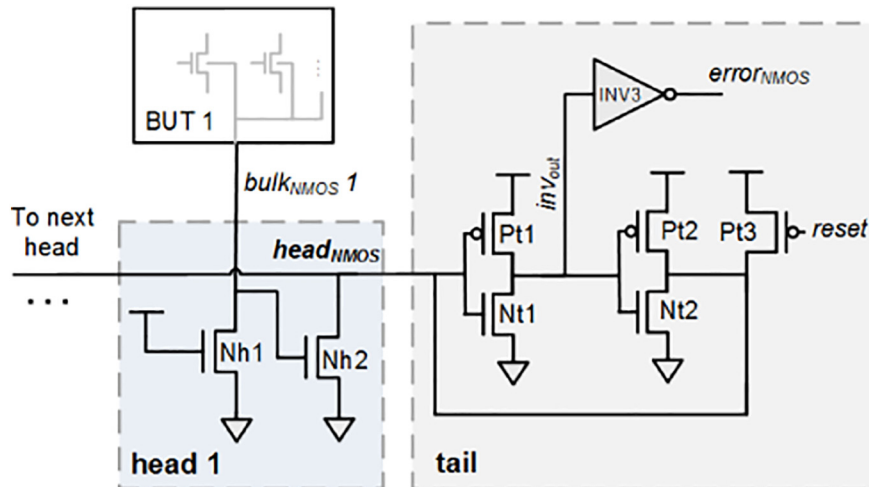 BUT 1
bulkNMOS 1
To next
head
...
headNMOS
Nh1
Nh2
head 1
INV3
errorNMOS
invout
Pt1
Nt1
Pt2
Nt2
Pt3
reset
tail